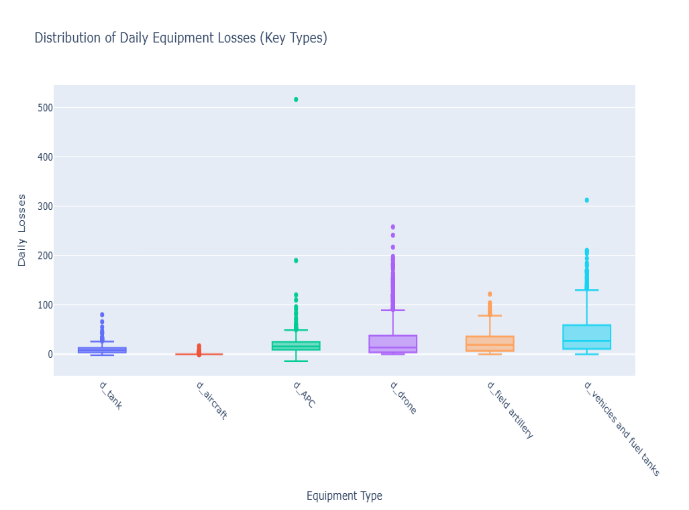 Distribution of Daily Equipment Losses (Key Types)
500
400
300
200
100
0
Daily Losses
d_tank
d_aircraft
d_APC
d_drone
d_field artillery
d_vehicles and fuel tanks
Equipment Type